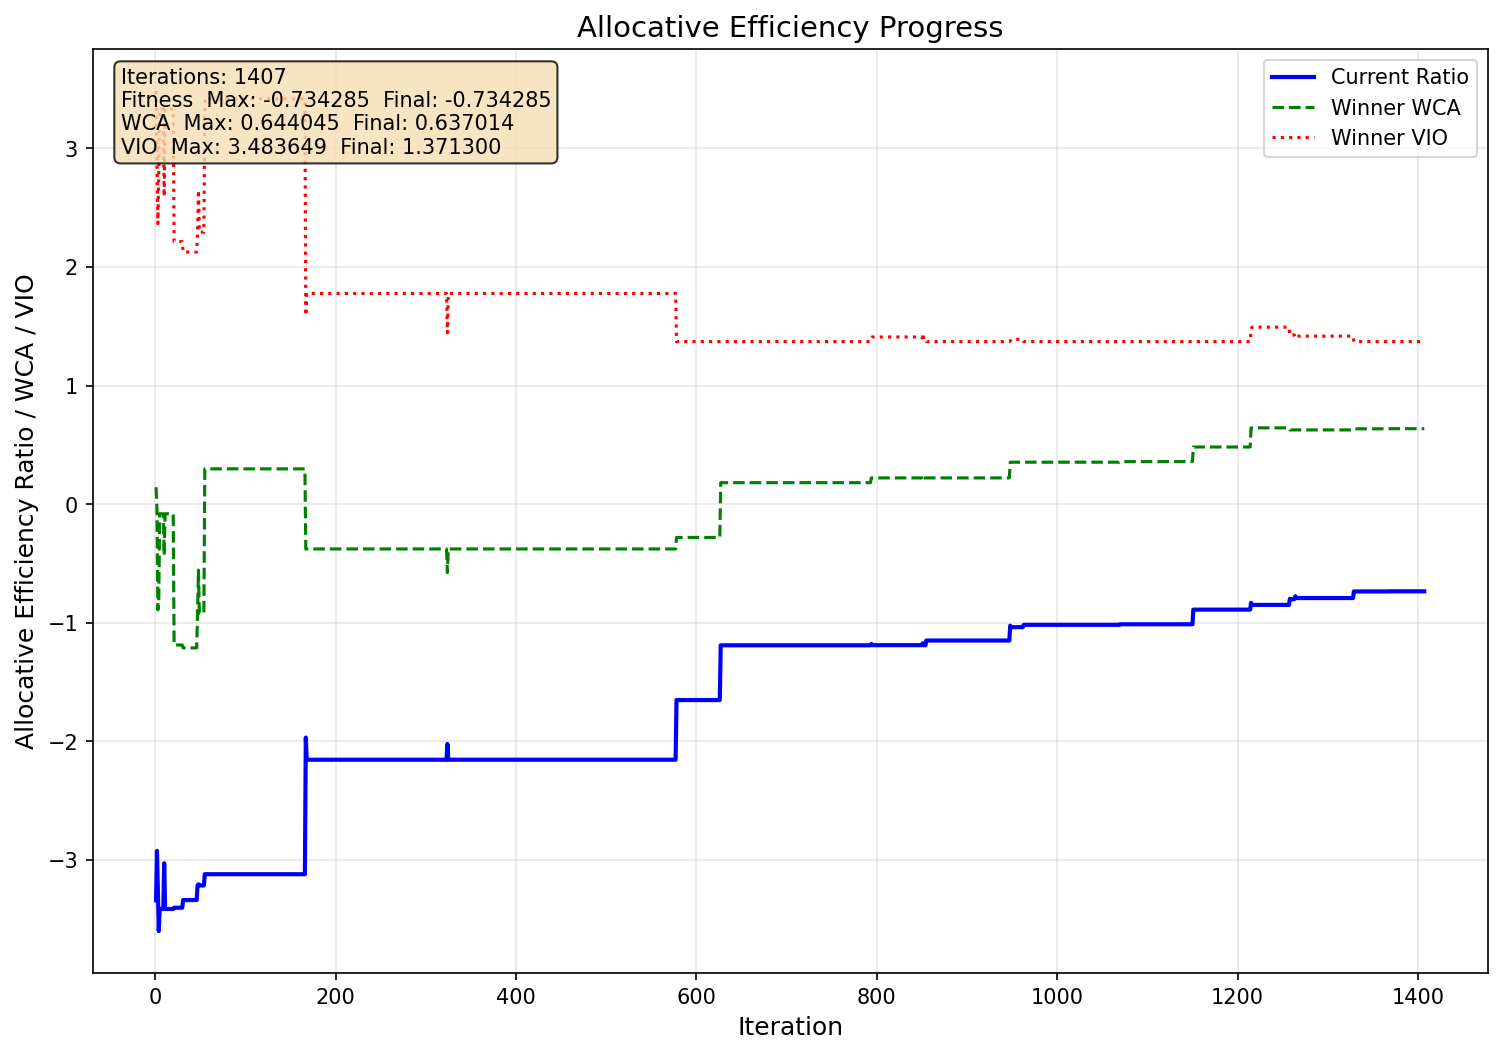 Allocative Efficiency Progress
Iterations: 1407
Fitness  Max: -0.734285  Final: -0.734285
WCA  Max: 0.644045  Final: 0.637014
VIO  Max: 3.483649  Final: 1.371300
Current Ratio
Winner WCA
Winner VIO
Allocative Efficiency Ratio / WCA / VIO
3
2
1
0
−1
−2
−3
0 200 400 600 800 1000 1200 1400
Iteration